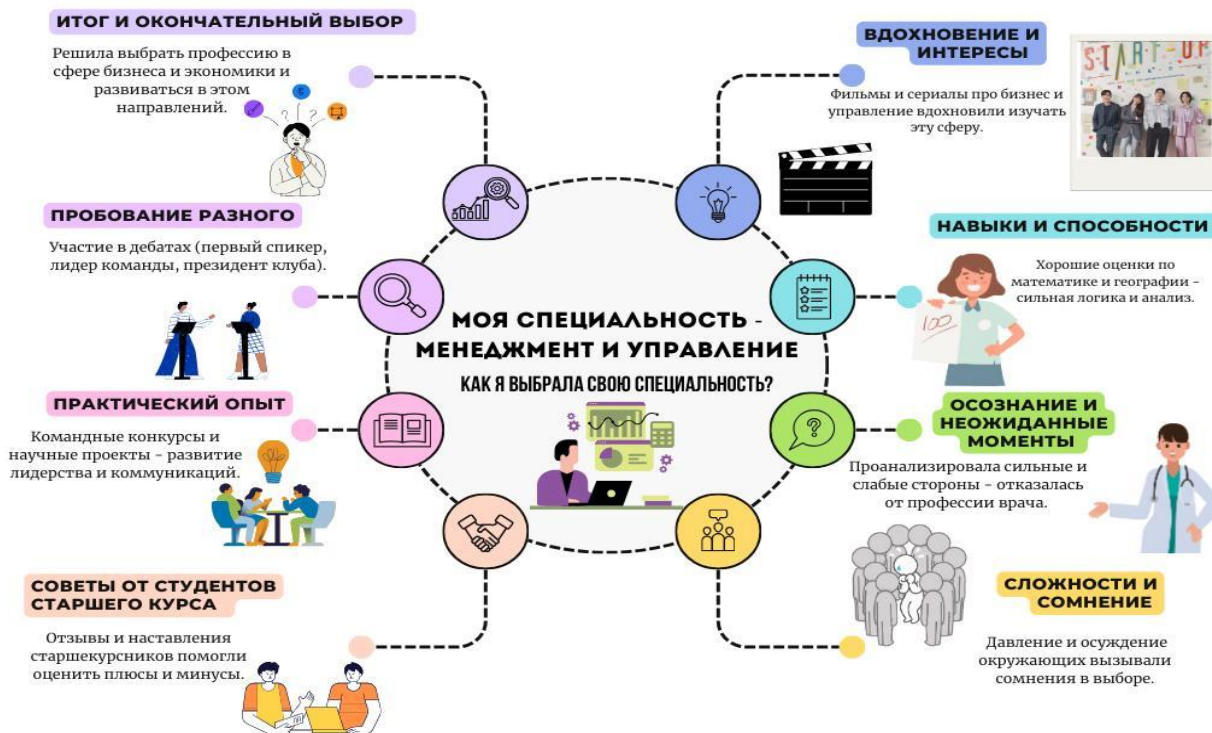 ИТОГ И ОКОНЧАТЕЛЬНЫЙ ВЫБОР
Решила выбрать профессию в
сфере бизнеса и экономики и
развиваться в этом
направлений.
ПРОБОВАНИЕ РАЗНОГО
Участие в дебатах (первый спикер,
лидер команды, президент клуба).
ПРАКТИЧЕСКИЙ ОПЫТ
Командные конкурсы и
научные проекты – развитие
лидерства и коммуникаций.
СОВЕТЫ ОТ СТУДЕНТОВ
СТАРШЕГО КУРСА
Отзывы и наставления
старшекурсников помогли
оценить плюсы и минусы.
МОЯ СПЕЦИАЛЬНОСТЬ -
МЕНЕДЖМЕНТ И УПРАВЛЕНИЕ
КАК Я ВЫБРАЛА СВОЮ СПЕЦИАЛЬНОСТЬ?
ВДОХНОВЕНИЕ И
ИНТЕРЕСЫ
Фильмы и сериалы про бизнес и
управление вдохновили изучать
эту сферу.
START-UP
НАВЫКИ И СПОСОБНОСТИ
Хорошие оценки по
математике и географии –
сильная логика и анализ.
100
ОСОЗНАНИЕ И
НЕОЖИДАННЫЕ
МОМЕНТЫ
Проанализировала сильные и
слабые стороны – отказалась
от профессии врача.
СЛОЖНОСТИ И
СОМНЕНИЕ
Давление и осуждение
окружающих вызывали
сомнения в выборе.